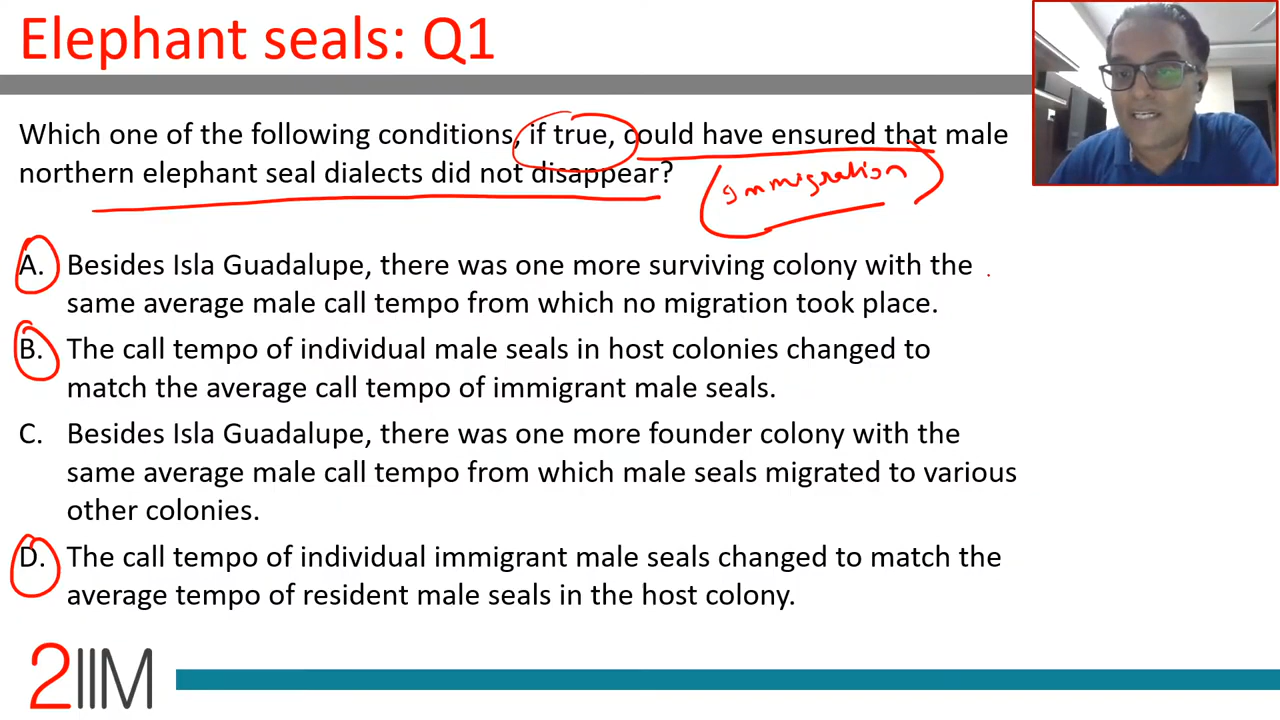 Elephant seals: Q1
Which one of the following conditions, if true, could have ensured that male
northern elephant seal dialects did not disappear?
Immigration
A. Besides Isla Guadalupe, there was one more surviving colony with the
same average male call tempo from which no migration took place.
B. The call tempo of individual male seals in host colonies changed to
match the average call tempo of immigrant male seals.
C. Besides Isla Guadalupe, there was one more founder colony with the
same average male call tempo from which male seals migrated to various
other colonies.
D. The call tempo of individual immigrant male seals changed to match the
average tempo of resident male seals in the host colony.
2IIM